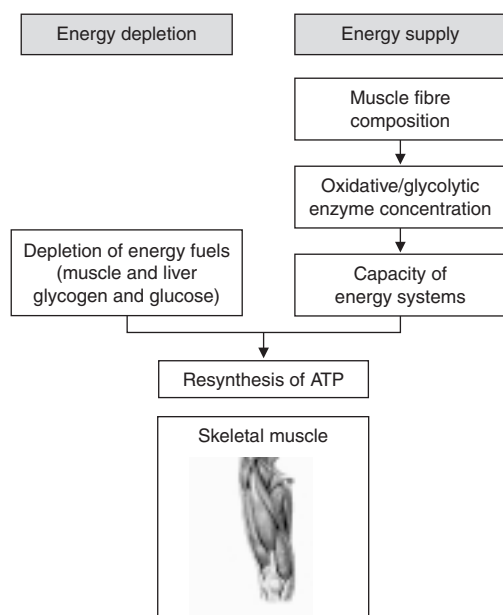 Energy depletion
Energy supply
Muscle fibre
composition
Oxidative/glycolytic
enzyme concentration
Depletion of energy fuels
(muscle and liver
glycogen and glucose)
Capacity of
energy systems
Resynthesis of ATP
Skeletal muscle